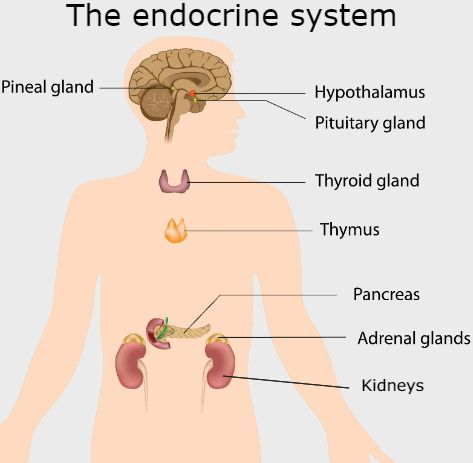 The endocrine system
Pineal gland
Hypothalamus
Pituitary gland
Thyroid gland
Thymus
Pancreas
Adrenal glands
Kidneys